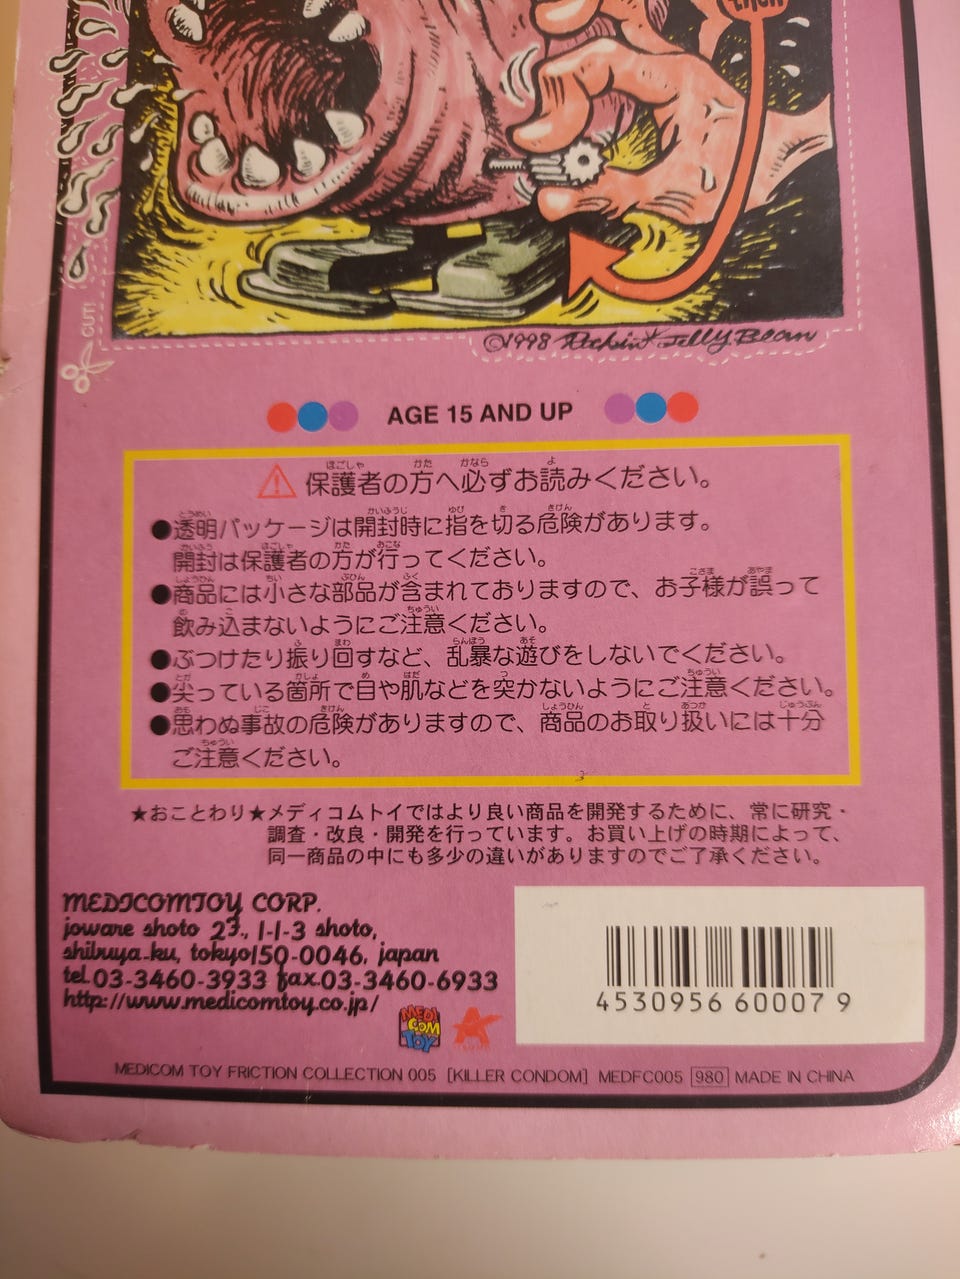 then
5cm
©1998 Rockin' Jelly Bean
AGE 15 AND UP
⚠ 保護者の方へ必ずお読みください。
●透明パッケージは開封時に指を切る危険があります。
開封は保護者の方が行ってください。
●商品には小さな部品が含まれておりますので、お子様が誤って
飲み込まないようにご注意ください。
●ぶつけたり振り回すなど、乱暴な遊びをしないでください。
●尖っている箇所で目や肌などを突かないようにご注意ください。
●思わぬ事故の危険がありますので、商品のお取り扱いには十分
ご注意ください。
★おことわり★メディコムトイではより良い商品を開発するために、常に研究・
調査・改良・開発を行っています。お買い上げの時期によって、
同一商品の中にも多少の違いがありますのでご了承ください。
MEDICOMTOY CORP.
joware shoto 23., 1-1-3 shoto,
shibuya-ku, tokyo150-0046, japan
tel.03-3460-3933 fax.03-3460-6933
http://www.medicomtoy.co.jp/
MEDI
COM
TOY
4530956 60007 9
MEDICOM TOY FRICTION COLLECTION 005 [KILLER CONDOM] MEDFC005 980 MADE IN CHINA